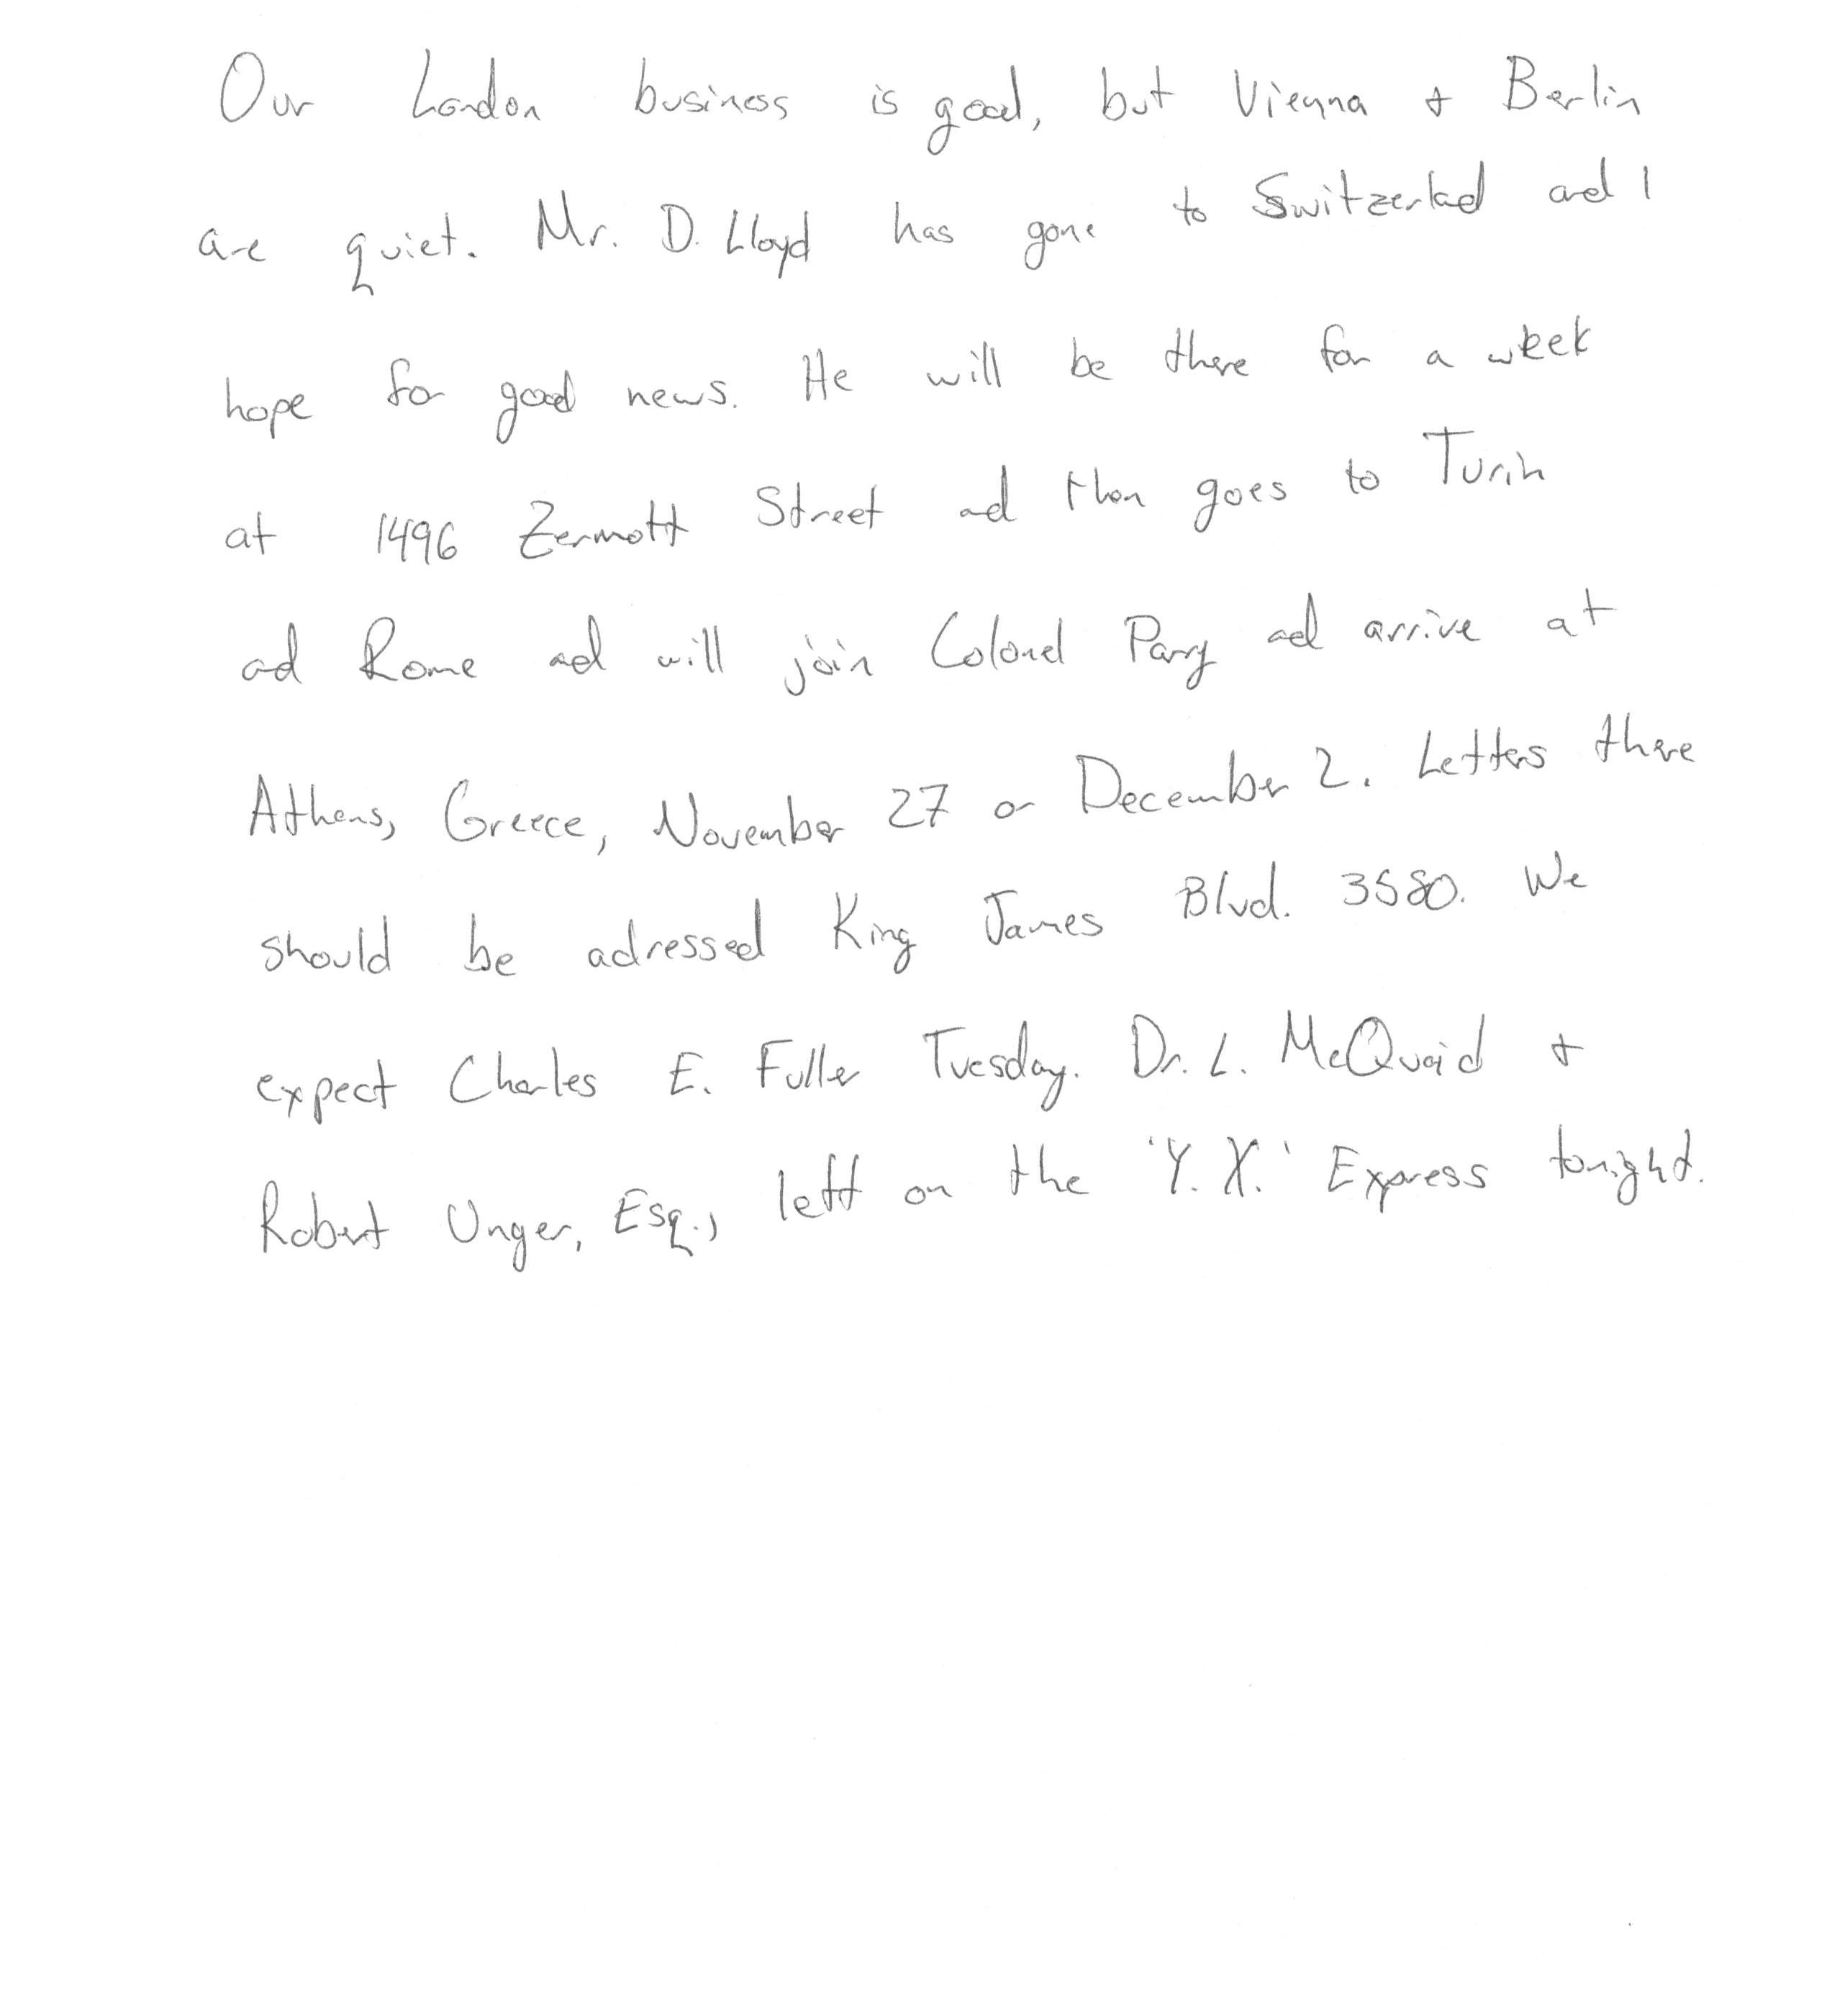 Our London business is good, but Vienna + Berlin
are quiet. Mr. D. Lloyd has gone to Switzerland and I
hope for good news. He will be there for a week
at 1496 Zermott Street and then goes to Turin
and Rome and will join Colonel Parry and arrive at
Athens, Greece, November 27 or December 2. Letters there
should be adressed King James Blvd. 3580. We
expect Charles E. Fuller Tuesday. Dr. L. McQuaid +
Robert Unger, Esq., left on the 'Y.X.' Express tonight.